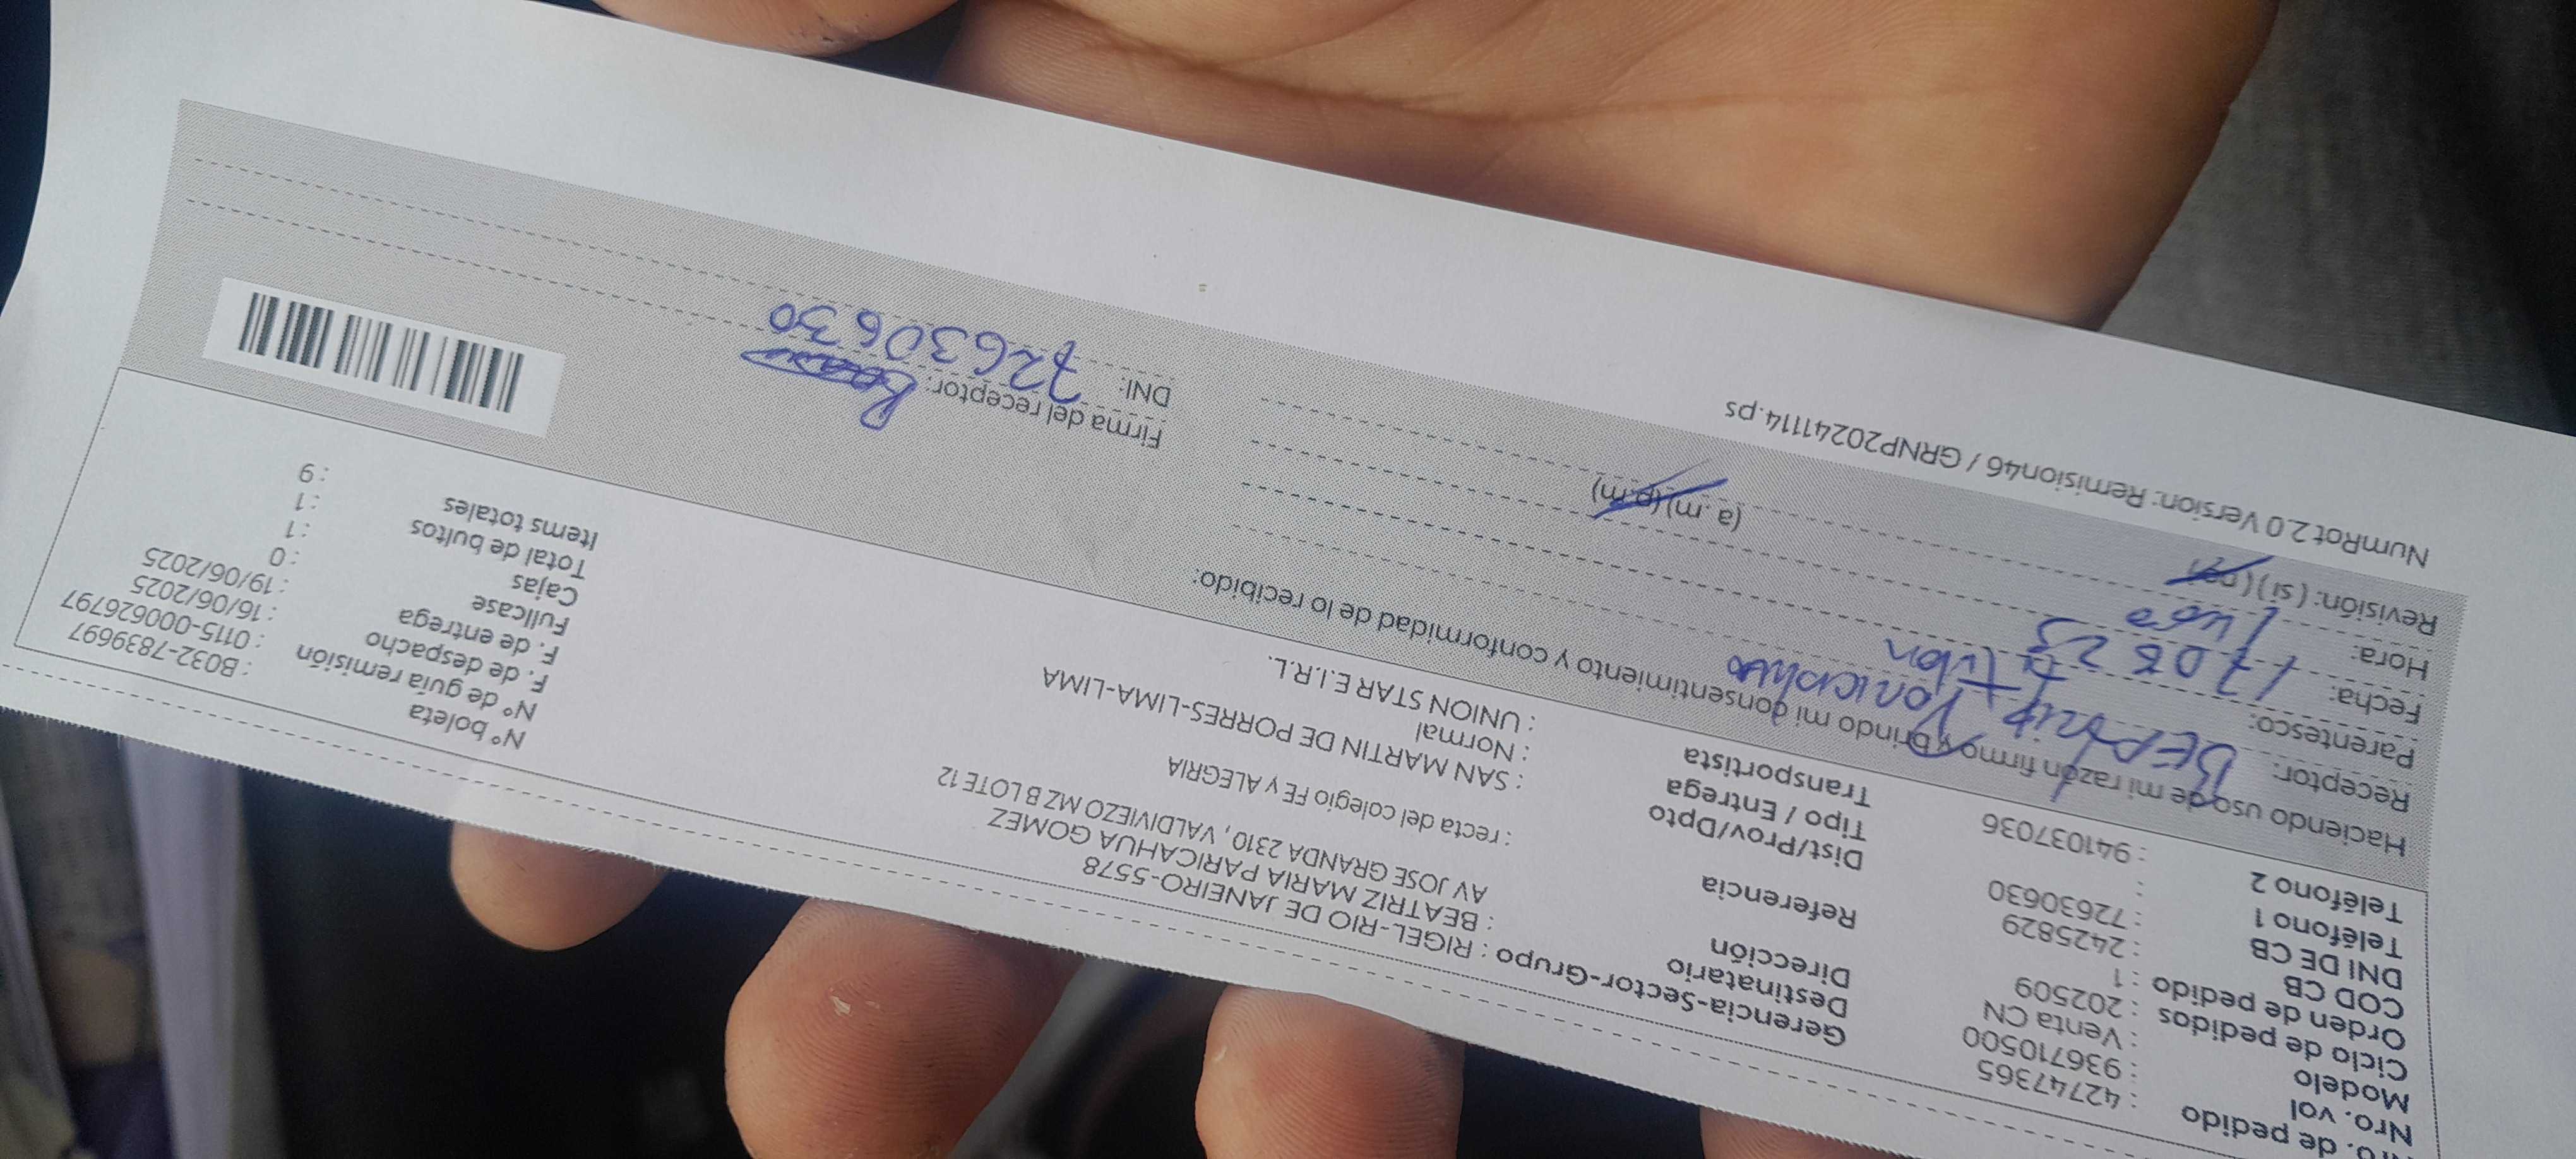 Nro. de pedido : 42747365
Nro. vol : 936710500
Modelo : Venta CN
Ciclo de pedidos : 202509
Orden de pedido : 1
COD CB : 2425829
DNI DE CB : 72630630
Teléfono 1 :
Teléfono 2 : 941037036
Gerencia-Sector-Grupo : RIGEL-RIO DE JANEIRO-5578
Destinatario : BEATRIZ MARIA PARICAHUA GOMEZ
Dirección AV JOSE GRANDA 2310, VALDIVIEZO MZ B LOTE 12
Referencia : recta del colegio FE y ALEGRIA
Dist/Prov/Dpto : SAN MARTIN DE PORRES-LIMA-LIMA
Tipo / Entrega : Normal
Transportista : UNION STAR E.I.R.L.
N° boleta : B032-7839697
N° de guía remisión : 0115-000626797
F. de despacho : 16/06/2025
F. de entrega : 19/06/2025
Fullcase : 0
Cajas : 1
Total de bultos : 1
Items totales : 9
Haciendo uso de mi razón firmo y brindo mi consentimiento y conformidad de lo recibido:
Receptor:
Parentesco:
Fecha:
Hora: (a.m) (p.m)
Revisión: (si) (no)
Firma del receptor:
DNI: 72630630
NumRot2.0 Version: Remision46 / GRNP20241114.ps